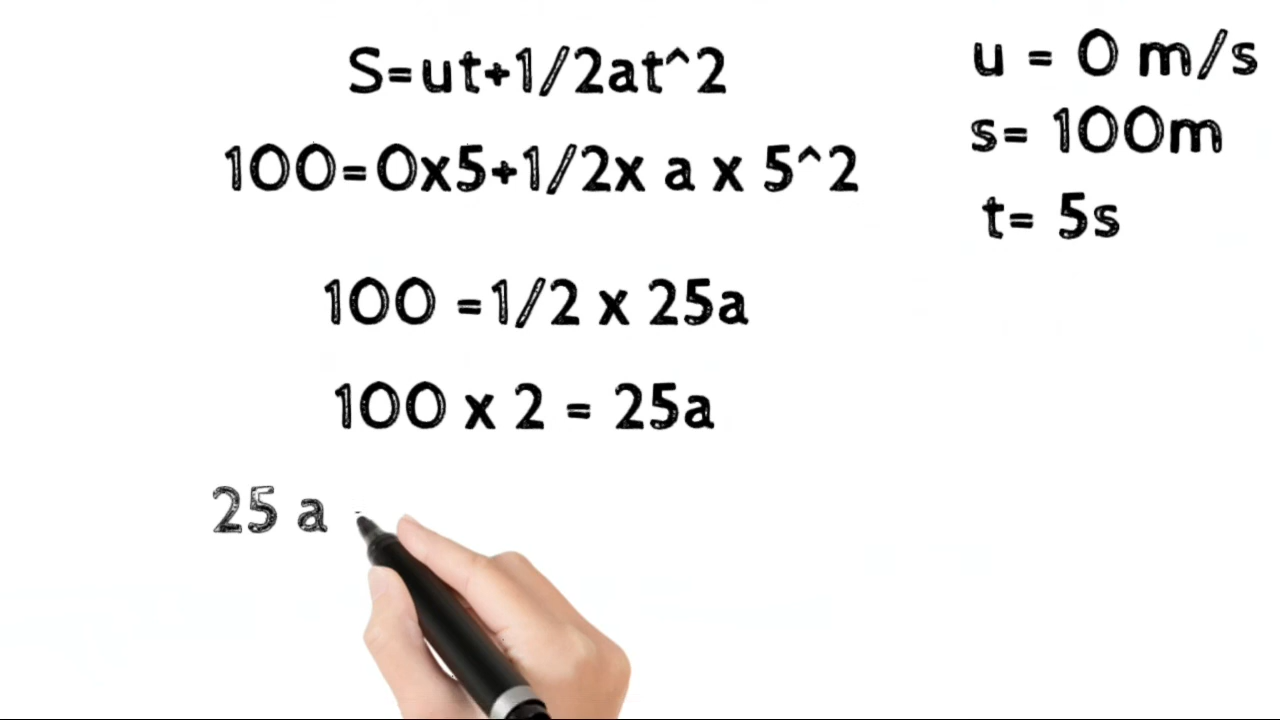 S=ut+1/2at^2
100=0x5+1/2x a x 5^2
100 =1/2 x 25a
100 x 2 = 25a
25 a
u = 0 m/s
s= 100m
t= 5s